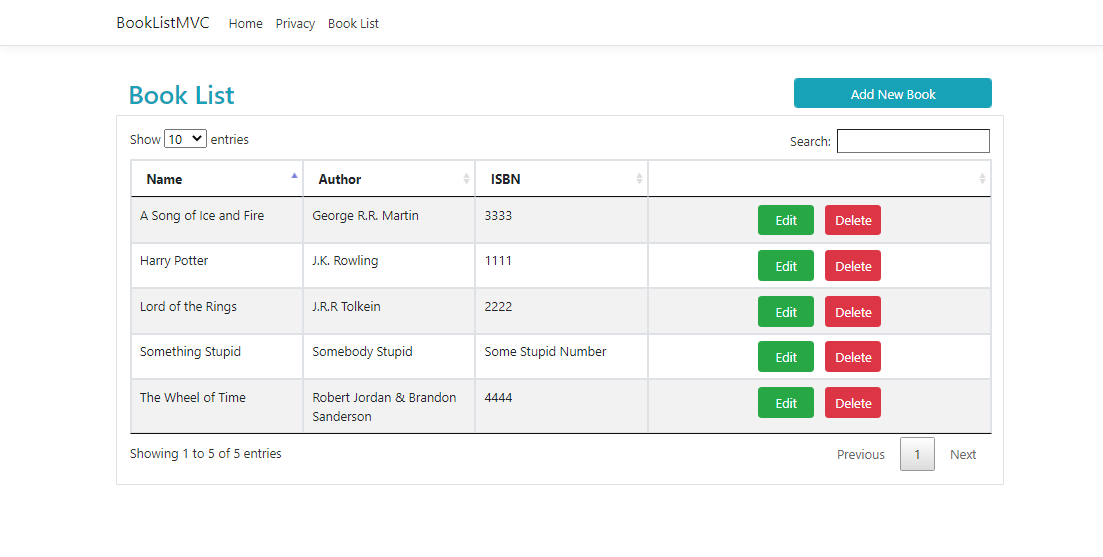 BookListMVC Home Privacy Book List
Book List Add New Book
Show 10 entries Search:
Name Author ISBN
A Song of Ice and Fire George R.R. Martin 3333 Edit Delete
Harry Potter J.K. Rowling 1111 Edit Delete
Lord of the Rings J.R.R Tolkein 2222 Edit Delete
Something Stupid Somebody Stupid Some Stupid Number Edit Delete
The Wheel of Time Robert Jordan & Brandon 4444 Edit Delete
Sanderson
Showing 1 to 5 of 5 entries Previous 1 Next